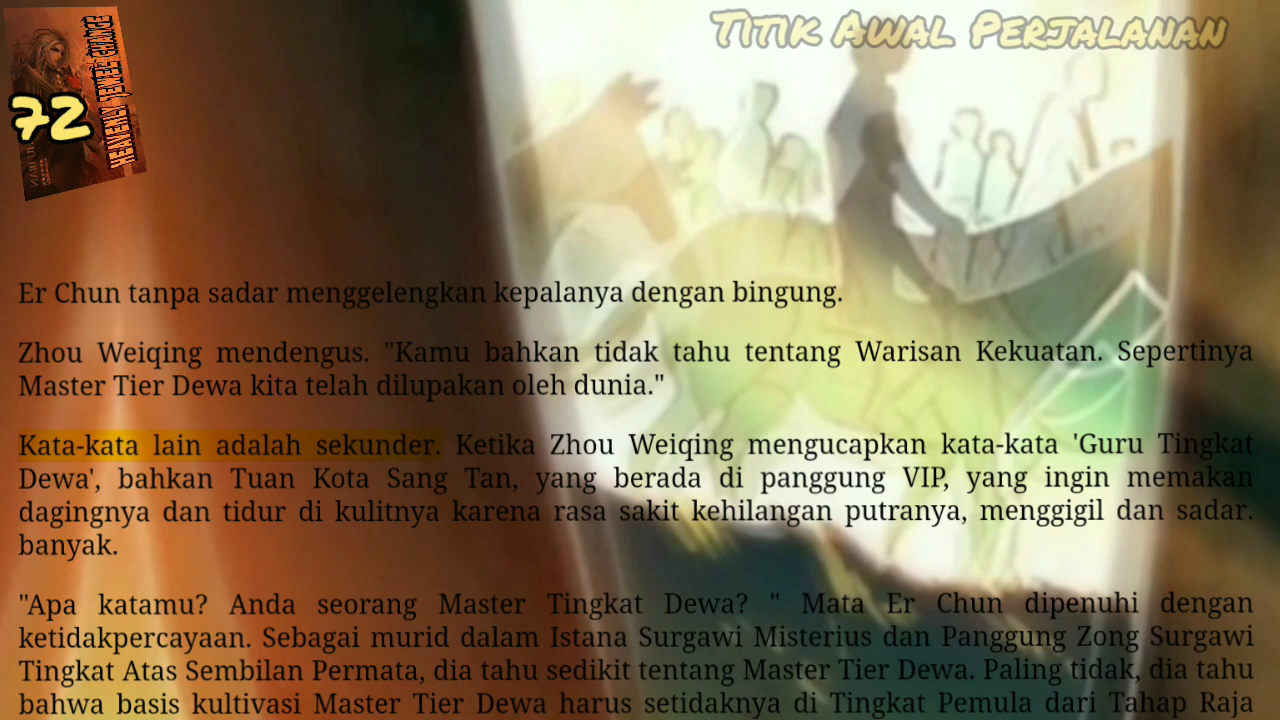 Titik Awal Perjalanan
72
HEAVENLY JEWEL CHANGE
Er Chun tanpa sadar menggelengkan kepalanya dengan bingung.
Zhou Weiqing mendengus. "Kamu bahkan tidak tahu tentang Warisan Kekuatan. Sepertinya
Master Tier Dewa kita telah dilupakan oleh dunia."
Kata-kata lain adalah sekunder. Ketika Zhou Weiqing mengucapkan kata-kata 'Guru Tingkat
Dewa', bahkan Tuan Kota Sang Tan, yang berada di panggung VIP, yang ingin memakan
dagingnya dan tidur di kulitnya karena rasa sakit kehilangan putranya, menggigil dan sadar.
banyak.
"Apa katamu? Anda seorang Master Tingkat Dewa? " Mata Er Chun dipenuhi dengan
ketidakpercayaan. Sebagai murid dalam Istana Surgawi Misterius dan Panggung Zong Surgawi
Tingkat Atas Sembilan Permata, dia tahu sedikit tentang Master Tier Dewa. Paling tidak, dia tahu
bahwa basis kultivasi Master Tier Dewa harus setidaknya di Tingkat Pemula dari Tahap Raja